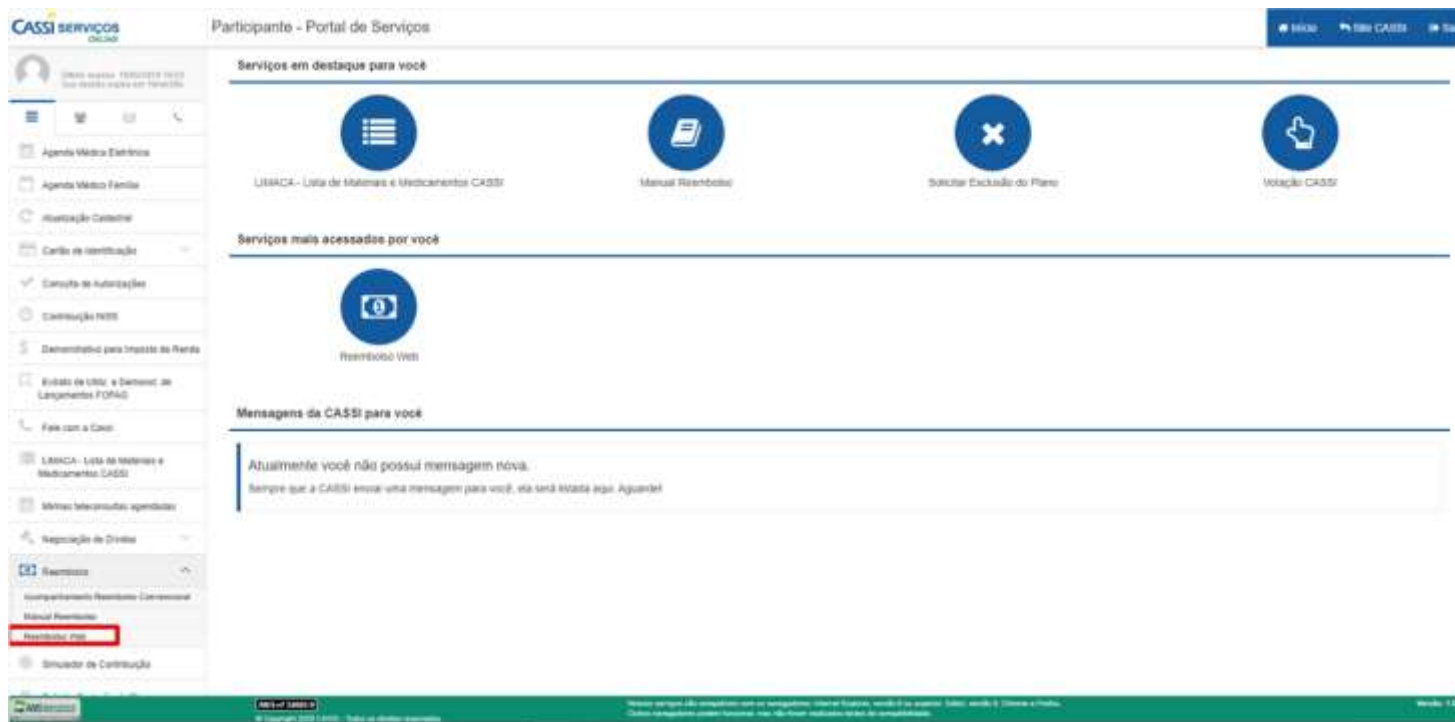 CASSI SERVIÇOS
ONLINE
Participante - Portal de Serviços
Início
Site CASSI
Serviços em destaque para você
LIMACA - Lista de Materiais e Medicamentos CASSI
Manual Reembolso
Solicitar Exclusão do Plano
Votação CASSI
Serviços mais acessados por você
Reembolso Web
Mensagens da CASSI para você
Atualmente você não possui mensagem nova.
Sempre que a CASSI enviar uma mensagem para você, ela será listada aqui. Aguarde!
Agenda Médica Eletrônica
Agenda Médico Família
Atualização Cadastral
Cartão de Identificação
Consulta de Autorizações
Contribuição INSS
Demonstrativo para Imposto de Renda
Extrato de Utiliz. e Demonst. de
Lançamentos FOPAG
Fale com a Cassi
LIMACA - Lista de Materiais e
Medicamentos CASSI
Minhas teleconsultas agendadas
Negociação de Dívidas
Reembolso
Acompanhamento Reembolso Convencional
Manual Reembolso
Reembolso Web
Simulador de Contribuição